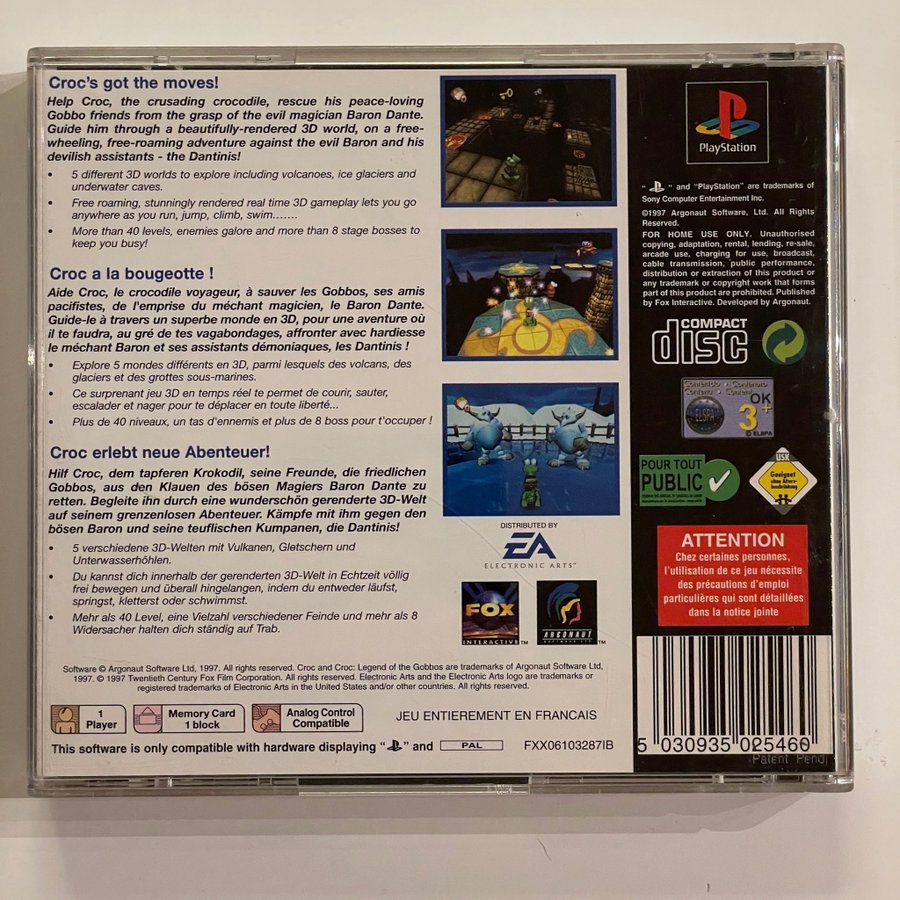 Croc's got the moves!
Help Croc, the crusading crocodile, rescue his peace-loving
Gobbo friends from the grasp of the evil magician Baron Dante.
Guide him through a beautifully-rendered 3D world, on a free-
wheeling, free-roaming adventure against the evil Baron and his
devilish assistants - the Dantinis!
• 5 different 3D worlds to explore including volcanoes, ice glaciers and
underwater caves.
• Free roaming, stunningly rendered real time 3D gameplay lets you go
anywhere as you run, jump, climb, swim.......
• More than 40 levels, enemies galore and more than 8 stage bosses to
keep you busy!
Croc a la bougeotte !
Aide Croc, le crocodile voyageur, à sauver les Gobbos, ses amis
pacifistes, de l'emprise du méchant magicien, le Baron Dante.
Guide-le à travers un superbe monde en 3D, pour une aventure où
il te faudra, au gré de tes vagabondages, affronter avec hardiesse
le méchant Baron et ses assistants démoniaques, les Dantinis !
• Explore 5 mondes différents en 3D, parmi lesquels des volcans, des
glaciers et des grottes sous-marines.
• Ce surprenant jeu 3D en temps réel te permet de courir, sauter,
escalader et nager pour te déplacer en toute liberté...
• Plus de 40 niveaux, un tas d'ennemis et plus de 8 boss pour t'occuper !
Croc erlebt neue Abenteuer!
Hilf Croc, dem tapferen Krokodil, seine Freunde, die friedlichen
Gobbos, aus den Klauen des bösen Magiers Baron Dante zu
retten. Begleite ihn durch eine wunderschön gerenderte 3D-Welt
auf seinem grenzenlosen Abenteuer. Kämpfe mit ihm gegen den
bösen Baron und seine teuflischen Kumpanen, die Dantinis!
• 5 verschiedene 3D-Welten mit Vulkanen, Gletschern und
Unterwasserhöhlen.
• Du kannst dich innerhalb der gerenderten 3D-Welt in Echtzeit völlig
frei bewegen und überall hingelangen, indem du entweder läufst,
springst, kletterst oder schwimmst.
• Mehr als 40 Level, eine Vielzahl verschiedener Feinde und mehr als 8
Widersacher halten dich ständig auf Trab.
DISTRIBUTED BY
EA
ELECTRONIC ARTS™
FOX
INTERACTIVE™
ARGONAUT
SOFTWARE LTD
Software © Argonaut Software Ltd, 1997. All rights reserved. Croc and Croc: Legend of the Gobbos are trademarks of Argonaut Software Ltd,
1997. © 1997 Twentieth Century Fox Film Corporation. All rights reserved. Electronic Arts and the Electronic Arts logo are trademarks or
registered trademarks of Electronic Arts in the United States and/or other countries. All rights reserved.
1
Player
Memory Card
1 block
Analog Control
Compatible
JEU ENTIEREMENT EN FRANCAIS
This software is only compatible with hardware displaying " " and PAL
FXX06103287IB
PlayStation
" " and "PlayStation" are trademarks of
Sony Computer Entertainment Inc.
©1997 Argonaut Software, Ltd. All Rights
Reserved.
FOR HOME USE ONLY. Unauthorised
copying, adaptation, rental, lending, re-sale,
arcade use, charging for use, broadcast,
cable transmission, public performance,
distribution or extraction of this product or
any trademark or copyright work that forms
part of this product are prohibited. Published
by Fox Interactive. Developed by Argonaut.
COMPACT
disc
Contenido • Contenuto
ELSPA
OK
3+
© ELSPA
POUR TOUT
PUBLIC
USK
Geeignet
ohne Alters-
beschränkung
ATTENTION
Chez certaines personnes,
l'utilisation de ce jeu nécessite
des précautions d'emploi
particulières qui sont détaillées
dans la notice jointe
5 030935 025460
Patent Pend